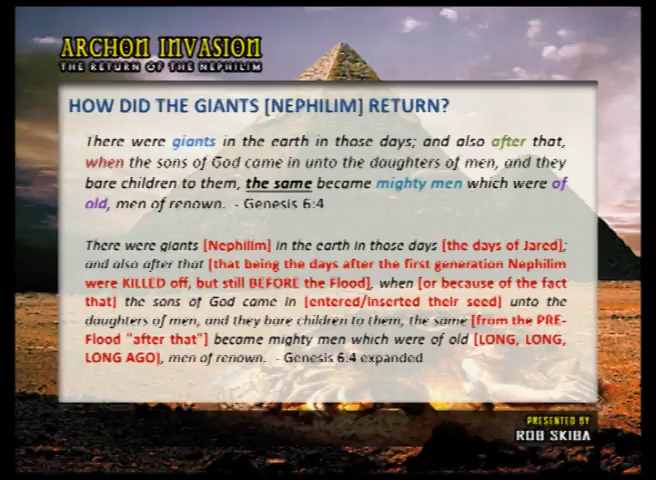 ARCHON INVASION
THE RETURN OF THE NEPHILIM
HOW DID THE GIANTS [NEPHILIM] RETURN?
There were giants in the earth in those days; and also after that,
when the sons of God came in unto the daughters of men, and they
bare children to them, the same became mighty men which were of
old, men of renown. - Genesis 6:4
There were giants [Nephilim] in the earth in those days [the days of Jared];
and also after that [that being the days after the first generation Nephilim
were KILLED off, but still BEFORE the Flood], when [or because of the fact
that] the sons of God came in [entered/inserted their seed] unto the
daughters of men, and they bare children to them, the same [from the PRE-
Flood "after that"] became mighty men which were of old [LONG, LONG,
LONG AGO], men of renown. - Genesis 6:4 expanded
PRESENTED BY
ROB SKIBA